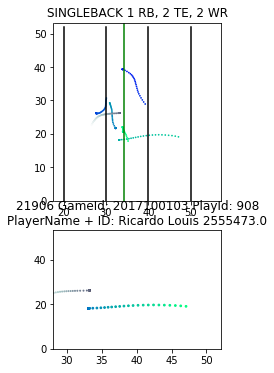 SINGLEBACK 1 RB, 2 TE, 2 WR
50
40
30
20
10
0
20 30 40 50
21906 GameId: 2017100103 PlayId: 908
PlayerName + ID: Ricardo Louis 2555473.0
40
20
0
30 35 40 45 50